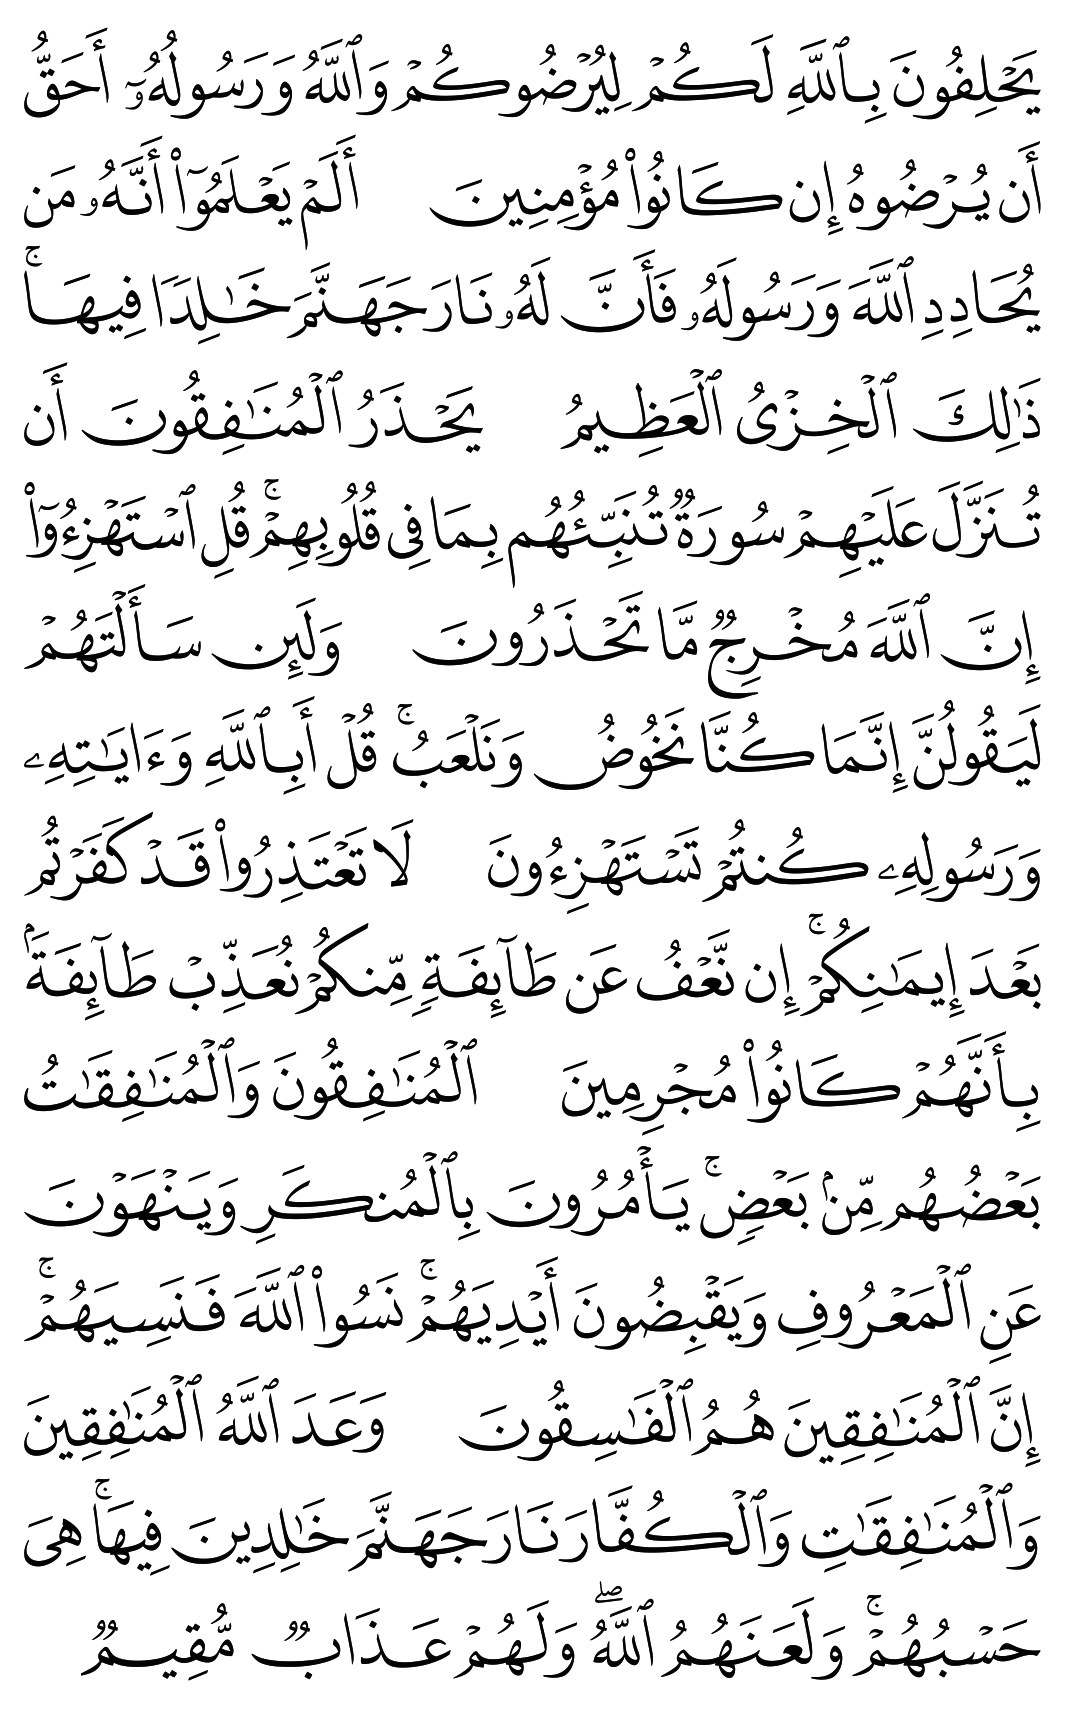 يَحْلِفُونَ بِٱللَّهِ لَكُمْ لِيُرْضُوكُمْ وَٱللَّهُ وَرَسُولُهُۥٓ أَحَقُّ
أَن يُرْضُوهُ إِن كَانُوا۟ مُؤْمِنِينَ أَلَمْ يَعْلَمُوٓا۟ أَنَّهُۥ مَن
يُحَادِدِ ٱللَّهَ وَرَسُولَهُۥ فَأَنَّ لَهُۥ نَارَ جَهَنَّمَ خَـٰلِدًا فِيهَا ۚ
ذَٰلِكَ ٱلْخِزْىُ ٱلْعَظِيمُ يَحْذَرُ ٱلْمُنَـٰفِقُونَ أَن
تُنَزَّلَ عَلَيْهِمْ سُورَةٌ تُنَبِّئُهُم بِمَا فِى قُلُوبِهِمْ ۚ قُلِ ٱسْتَهْزِءُوٓا۟
إِنَّ ٱللَّهَ مُخْرِجٌ مَّا تَحْذَرُونَ وَلَئِن سَأَلْتَهُمْ
لَيَقُولُنَّ إِنَّمَا كُنَّا نَخُوضُ وَنَلْعَبُ ۚ قُلْ أَبِٱللَّهِ وَءَايَـٰتِهِۦ
وَرَسُولِهِۦ كُنتُمْ تَسْتَهْزِءُونَ لَا تَعْتَذِرُوا۟ قَدْ كَفَرْتُم
بَعْدَ إِيمَـٰنِكُمْ ۚ إِن نَّعْفُ عَن طَآئِفَةٍ مِّنكُمْ نُعَذِّبْ طَآئِفَةًۢ
بِأَنَّهُمْ كَانُوا۟ مُجْرِمِينَ ٱلْمُنَـٰفِقُونَ وَٱلْمُنَـٰفِقَـٰتُ
بَعْضُهُم مِّنۢ بَعْضٍ ۚ يَأْمُرُونَ بِٱلْمُنكَرِ وَيَنْهَوْنَ
عَنِ ٱلْمَعْرُوفِ وَيَقْبِضُونَ أَيْدِيَهُمْ ۚ نَسُوا۟ ٱللَّهَ فَنَسِيَهُمْ ۚ
إِنَّ ٱلْمُنَـٰفِقِينَ هُمُ ٱلْفَـٰسِقُونَ وَعَدَ ٱللَّهُ ٱلْمُنَـٰفِقِينَ
وَٱلْمُنَـٰفِقَـٰتِ وَٱلْكُفَّارَ نَارَ جَهَنَّمَ خَـٰلِدِينَ فِيهَا ۚ هِىَ
حَسْبُهُمْ ۚ وَلَعَنَهُمُ ٱللَّهُ ۖ وَلَهُمْ عَذَابٌ مُّقِيمٌ